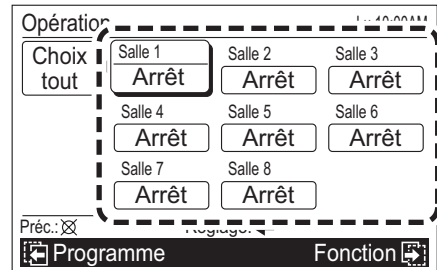 Opération
Choix tout
Salle 1 Salle 2 Salle 3
Arrêt Arrêt Arrêt
Salle 4 Salle 5 Salle 6
Arrêt Arrêt Arrêt
Salle 7 Salle 8
Arrêt Arrêt
Préc.:
Programme Fonction